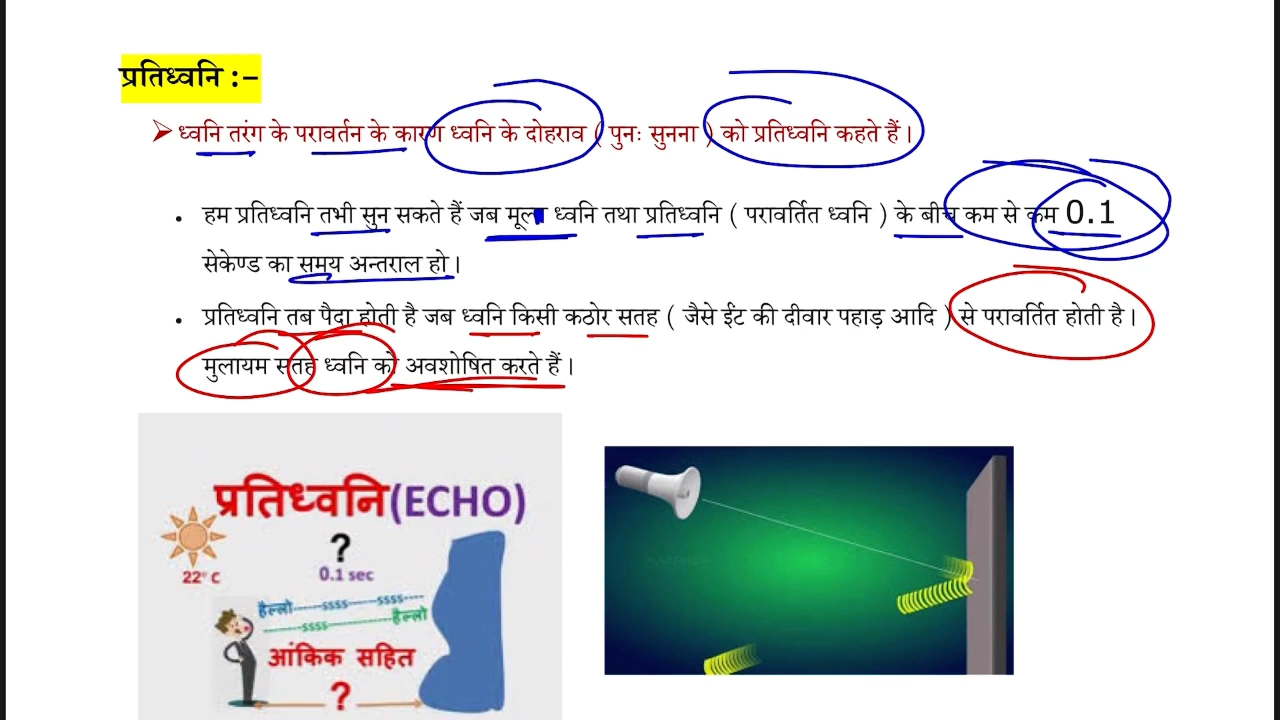 प्रतिध्वनि :–
➢ ध्वनि तरंग के परावर्तन के कारण ध्वनि के दोहराव ( पुनः सुनना ) को प्रतिध्वनि कहते हैं।
• हम प्रतिध्वनि तभी सुन सकते हैं जब मूल ध्वनि तथा प्रतिध्वनि ( परावर्तित ध्वनि ) के बीच कम से कम 0.1
सेकेण्ड का समय अन्तराल हो।
• प्रतिध्वनि तब पैदा होती है जब ध्वनि किसी कठोर सतह ( जैसे ईंट की दीवार पहाड़ आदि ) से परावर्तित होती है।
मुलायम सतह ध्वनि को अवशोषित करते हैं।
प्रतिध्वनि(ECHO)
?
22° C
0.1 sec
हैल्लो------ssss------ssss----
-----------ssss-----------हैल्लो
आंकिक सहित
?